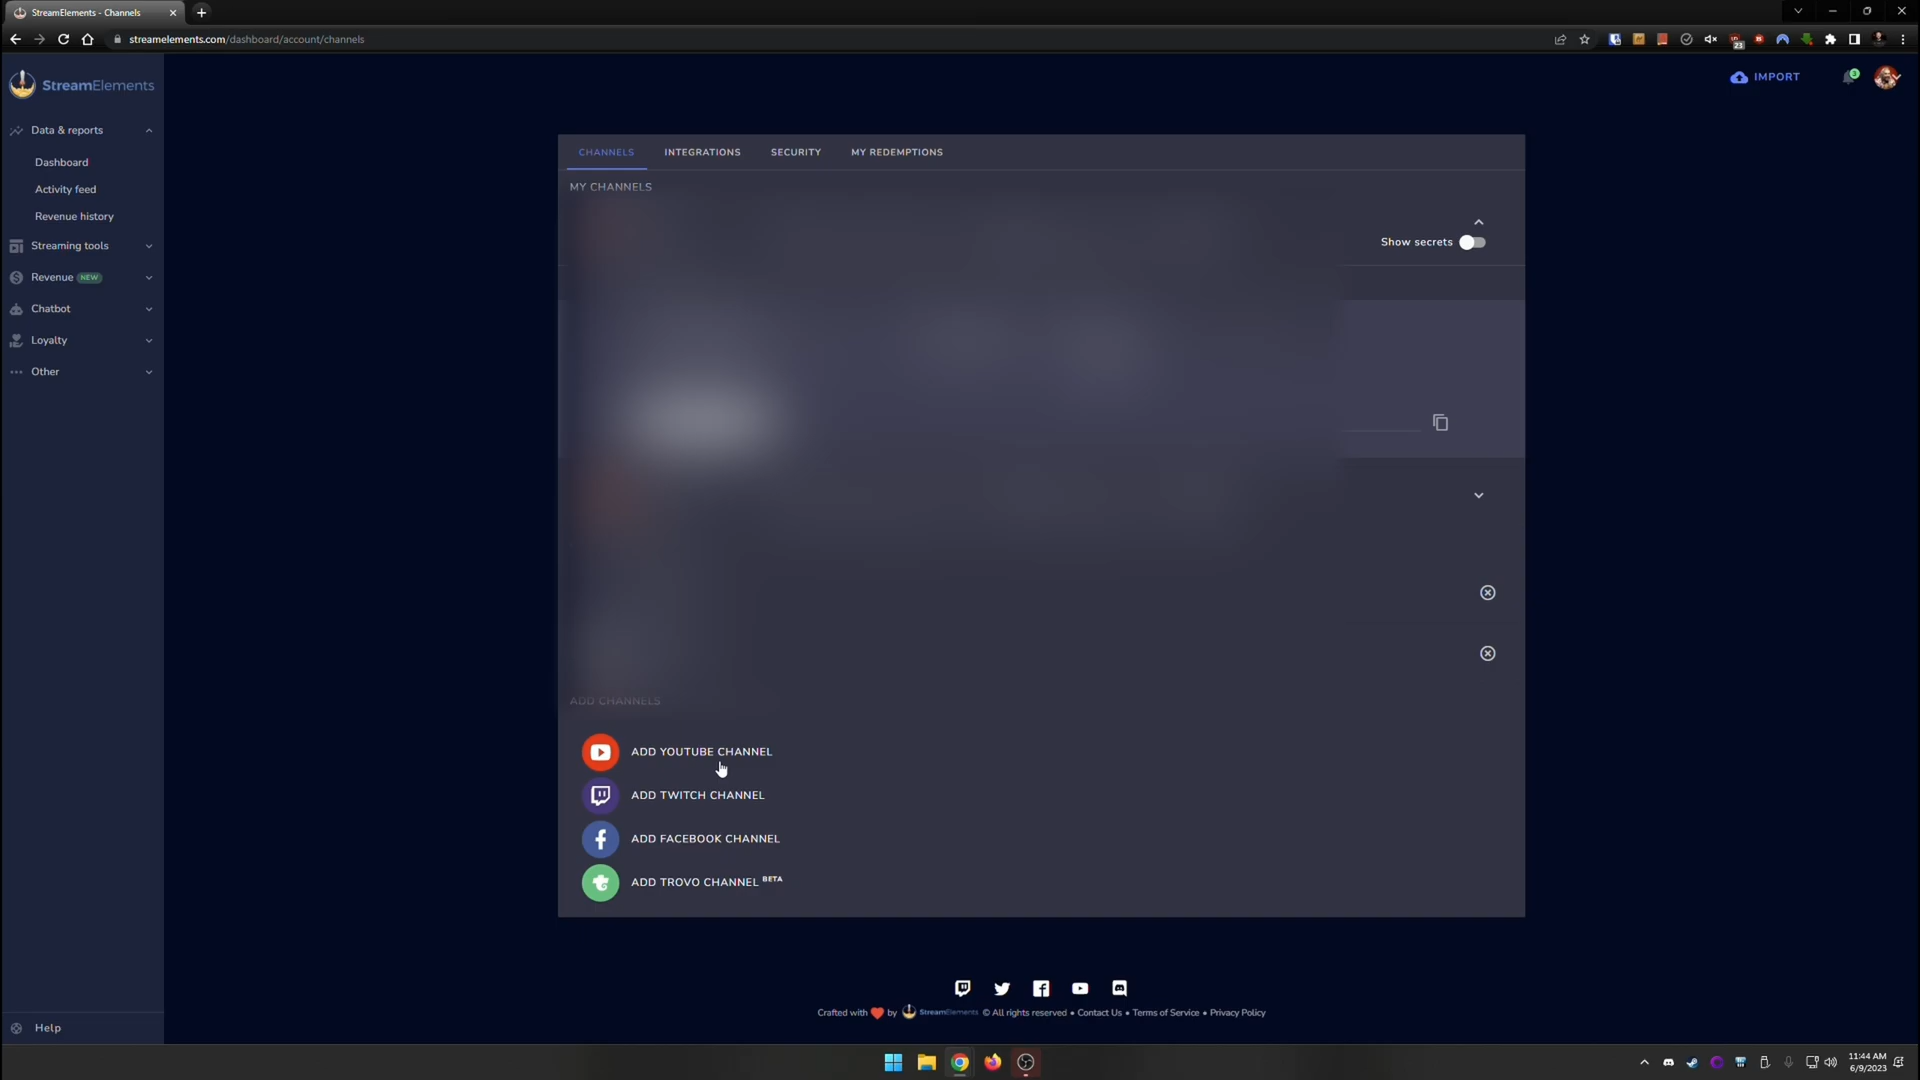 StreamElements - Channels
streamelements.com/dashboard/account/channels
23
StreamElements
IMPORT
3
Data & reports
Dashboard
Activity feed
Revenue history
Streaming tools
Revenue NEW
Chatbot
Loyalty
Other
Help
CHANNELS INTEGRATIONS SECURITY MY REDEMPTIONS
MY CHANNELS
Show secrets
ADD CHANNELS
ADD YOUTUBE CHANNEL
ADD TWITCH CHANNEL
ADD FACEBOOK CHANNEL
ADD TROVO CHANNEL BETA
Crafted with by StreamElements © All rights reserved • Contact Us • Terms of Service • Privacy Policy
11:44 AM
6/9/2023